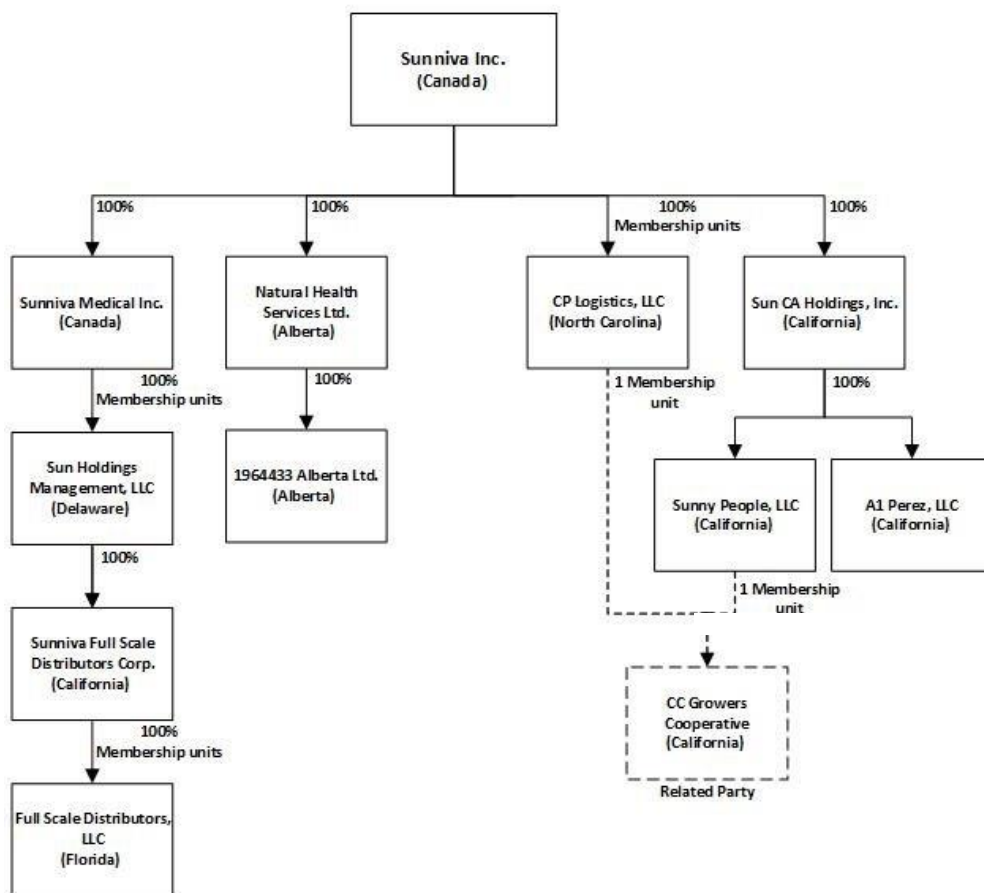 Sunniva Inc.
(Canada)
100%
100%
100%
Membership units
100%
Sunniva Medical Inc.
(Canada)
Natural Health
Services Ltd.
(Alberta)
CP Logistics, LLC
(North Carolina)
Sun CA Holdings, Inc.
(California)
100%
Membership units
100%
1 Membership
unit
100%
Sun Holdings
Management, LLC
(Delaware)
1964433 Alberta Ltd.
(Alberta)
Sunny People, LLC
(California)
A1 Perez, LLC
(California)
100%
1 Membership
unit
Sunniva Full Scale
Distributors Corp.
(California)
CC Growers
Cooperative
(California)
100%
Membership units
Related Party
Full Scale Distributors,
LLC
(Florida)